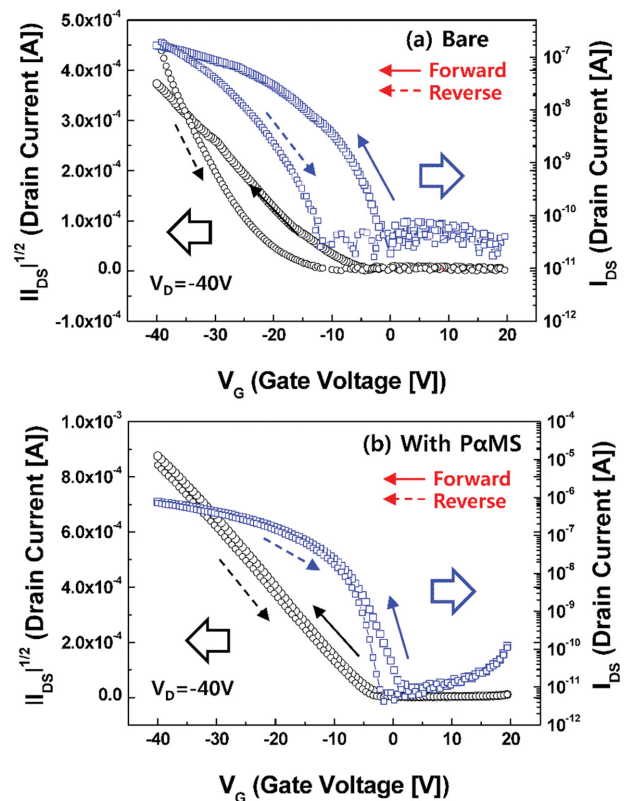 (a) Bare
Forward
Reverse
V_D=-40V
5.0x10^-4
4.0x10^-4
3.0x10^-4
2.0x10^-4
1.0x10^-4
0.0
-1.0x10^-4
|I_DS|^1/2 (Drain Current [A])
10^-7
10^-8
10^-9
10^-10
10^-11
10^-12
I_DS (Drain Current [A])
-40 -30 -20 -10 0 10 20
V_G (Gate Voltage [V])
(b) With PαMS
Forward
Reverse
V_D=-40V
1.0x10^-3
8.0x10^-4
6.0x10^-4
4.0x10^-4
2.0x10^-4
0.0
|I_DS|^1/2 (Drain Current [A])
10^-4
10^-5
10^-6
10^-7
10^-8
10^-9
10^-10
10^-11
10^-12
I_DS (Drain Current [A])
-40 -30 -20 -10 0 10 20
V_G (Gate Voltage [V])